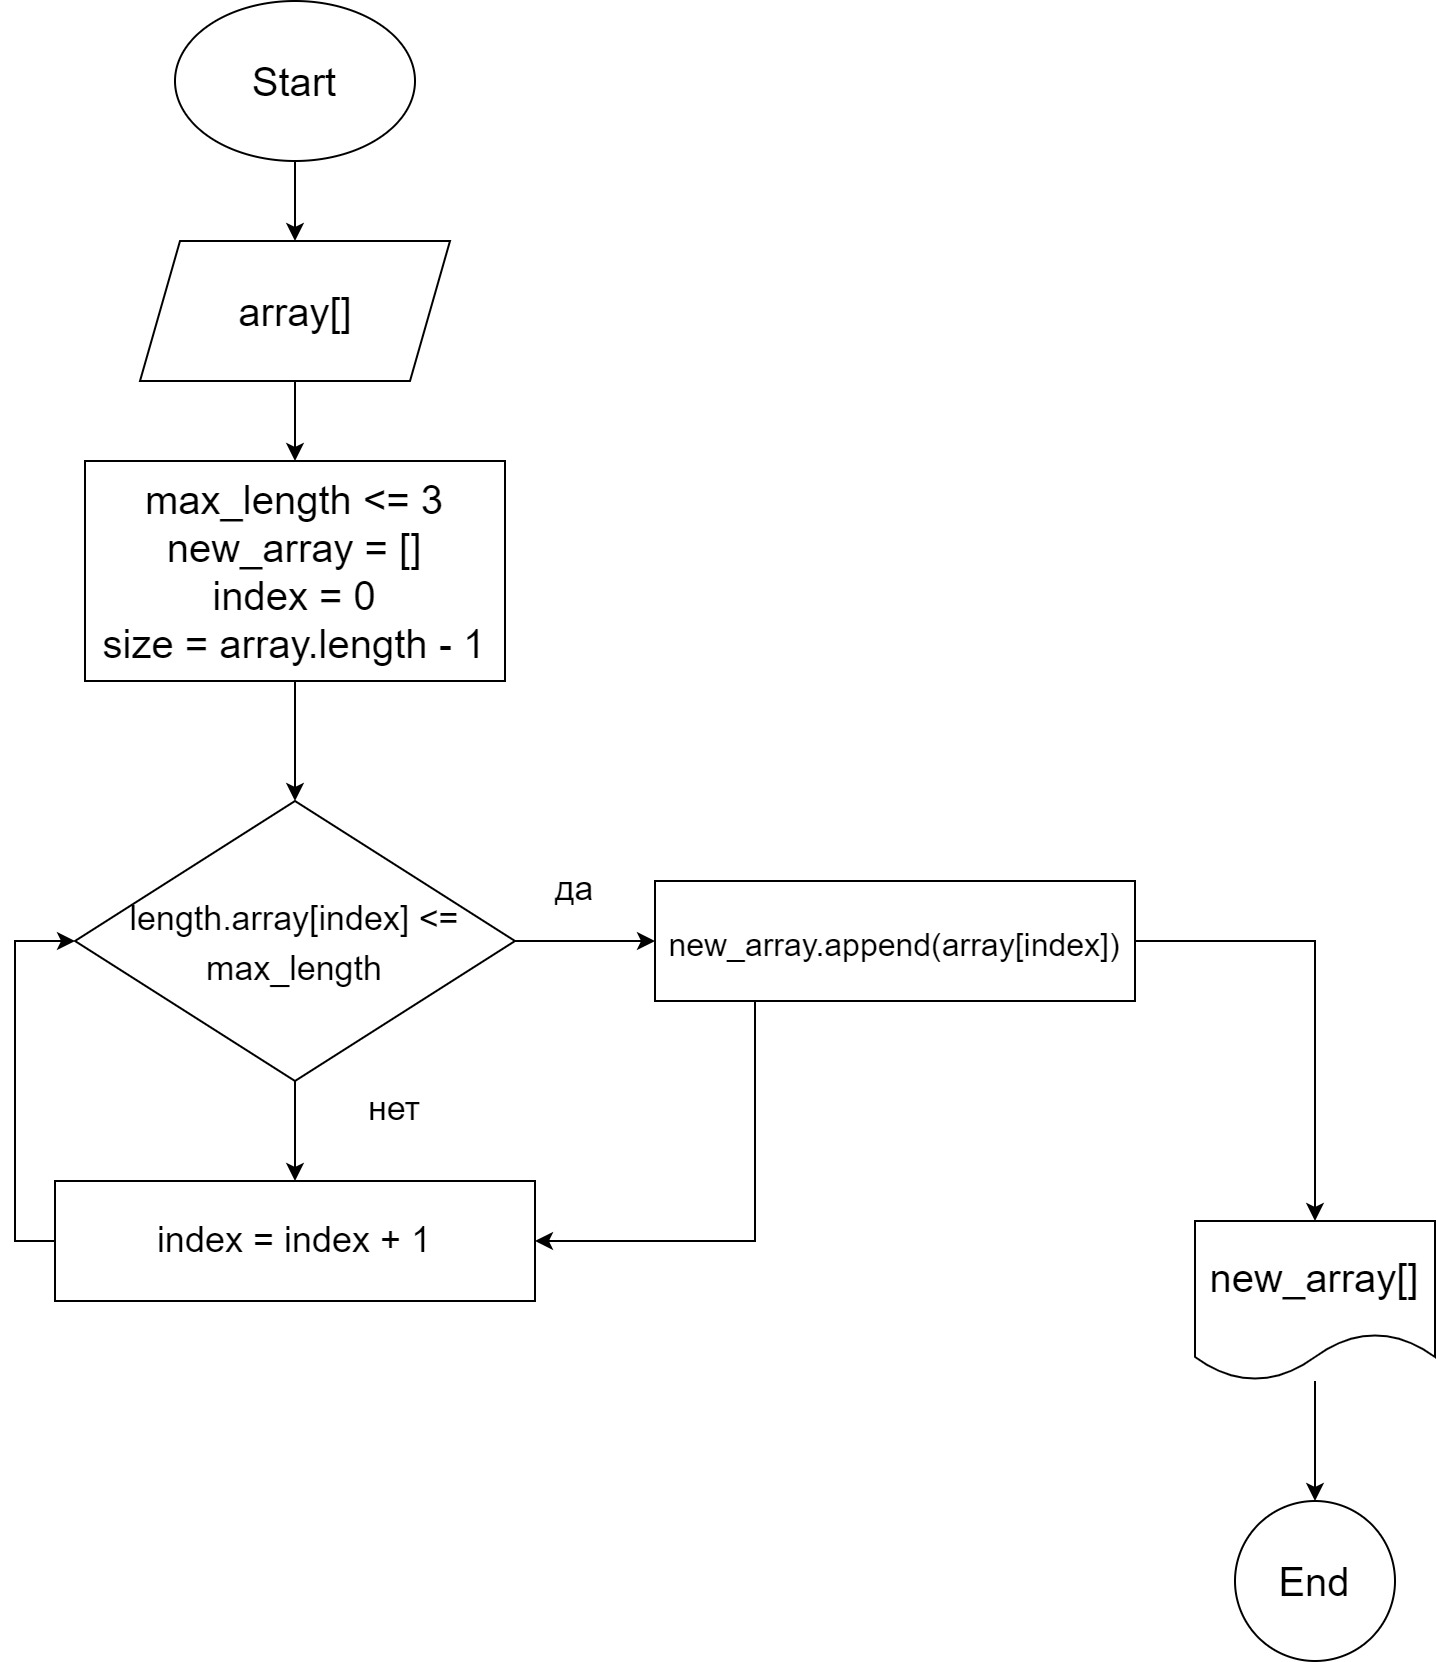 Start
array[]
max_length <= 3
new_array = []
index = 0
size = array.length - 1
length.array[index] <=
max_length
да
new_array.append(array[index])
нет
index = index + 1
new_array[]
End